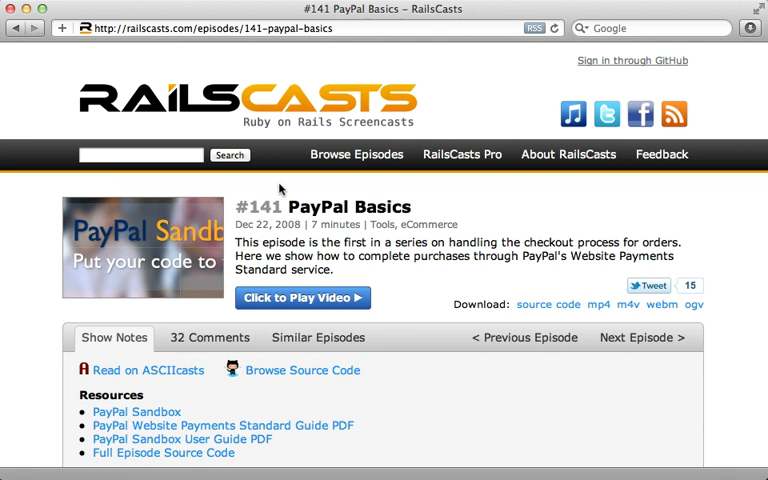 #141 PayPal Basics – RailsCasts
http://railscasts.com/episodes/141-paypal-basics
RSS
Google
Sign in through GitHub
RAILSCASTS
Ruby on Rails Screencasts
Search
Browse Episodes RailsCasts Pro About RailsCasts Feedback
PayPal Sandb
Put your code to
#141 PayPal Basics
Dec 22, 2008 | 7 minutes | Tools, eCommerce
This episode is the first in a series on handling the checkout process for orders.
Here we show how to complete purchases through PayPal's Website Payments
Standard service.
Click to Play Video
Tweet 15
Download: source code mp4 m4v webm ogv
Show Notes 32 Comments Similar Episodes < Previous Episode Next Episode >
Read on ASCIIcasts Browse Source Code
Resources
• PayPal Sandbox
• PayPal Website Payments Standard Guide PDF
• PayPal Sandbox User Guide PDF
• Full Episode Source Code